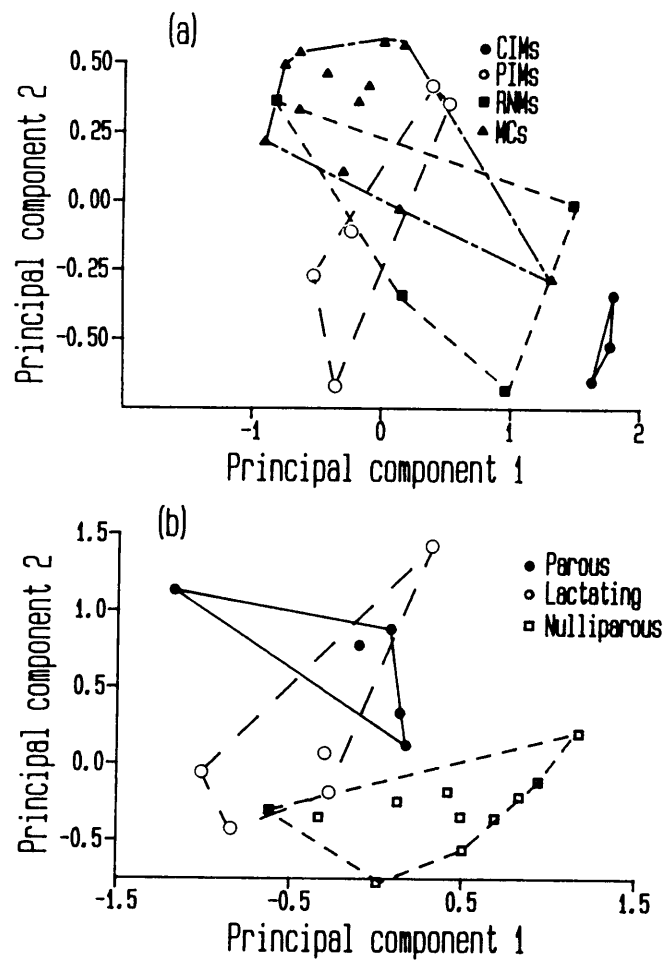 (a)
CIMs
PIMs
RNMs
MCs
0.50
0.25
0.00
-0.25
-0.50
Principal component 2
-1
0
1
2
Principal component 1
(b)
Parous
Lactating
Nulliparous
1.5
1.0
0.5
0.0
-0.5
Principal component 2
-1.5
-0.5
0.5
1.5
Principal component 1